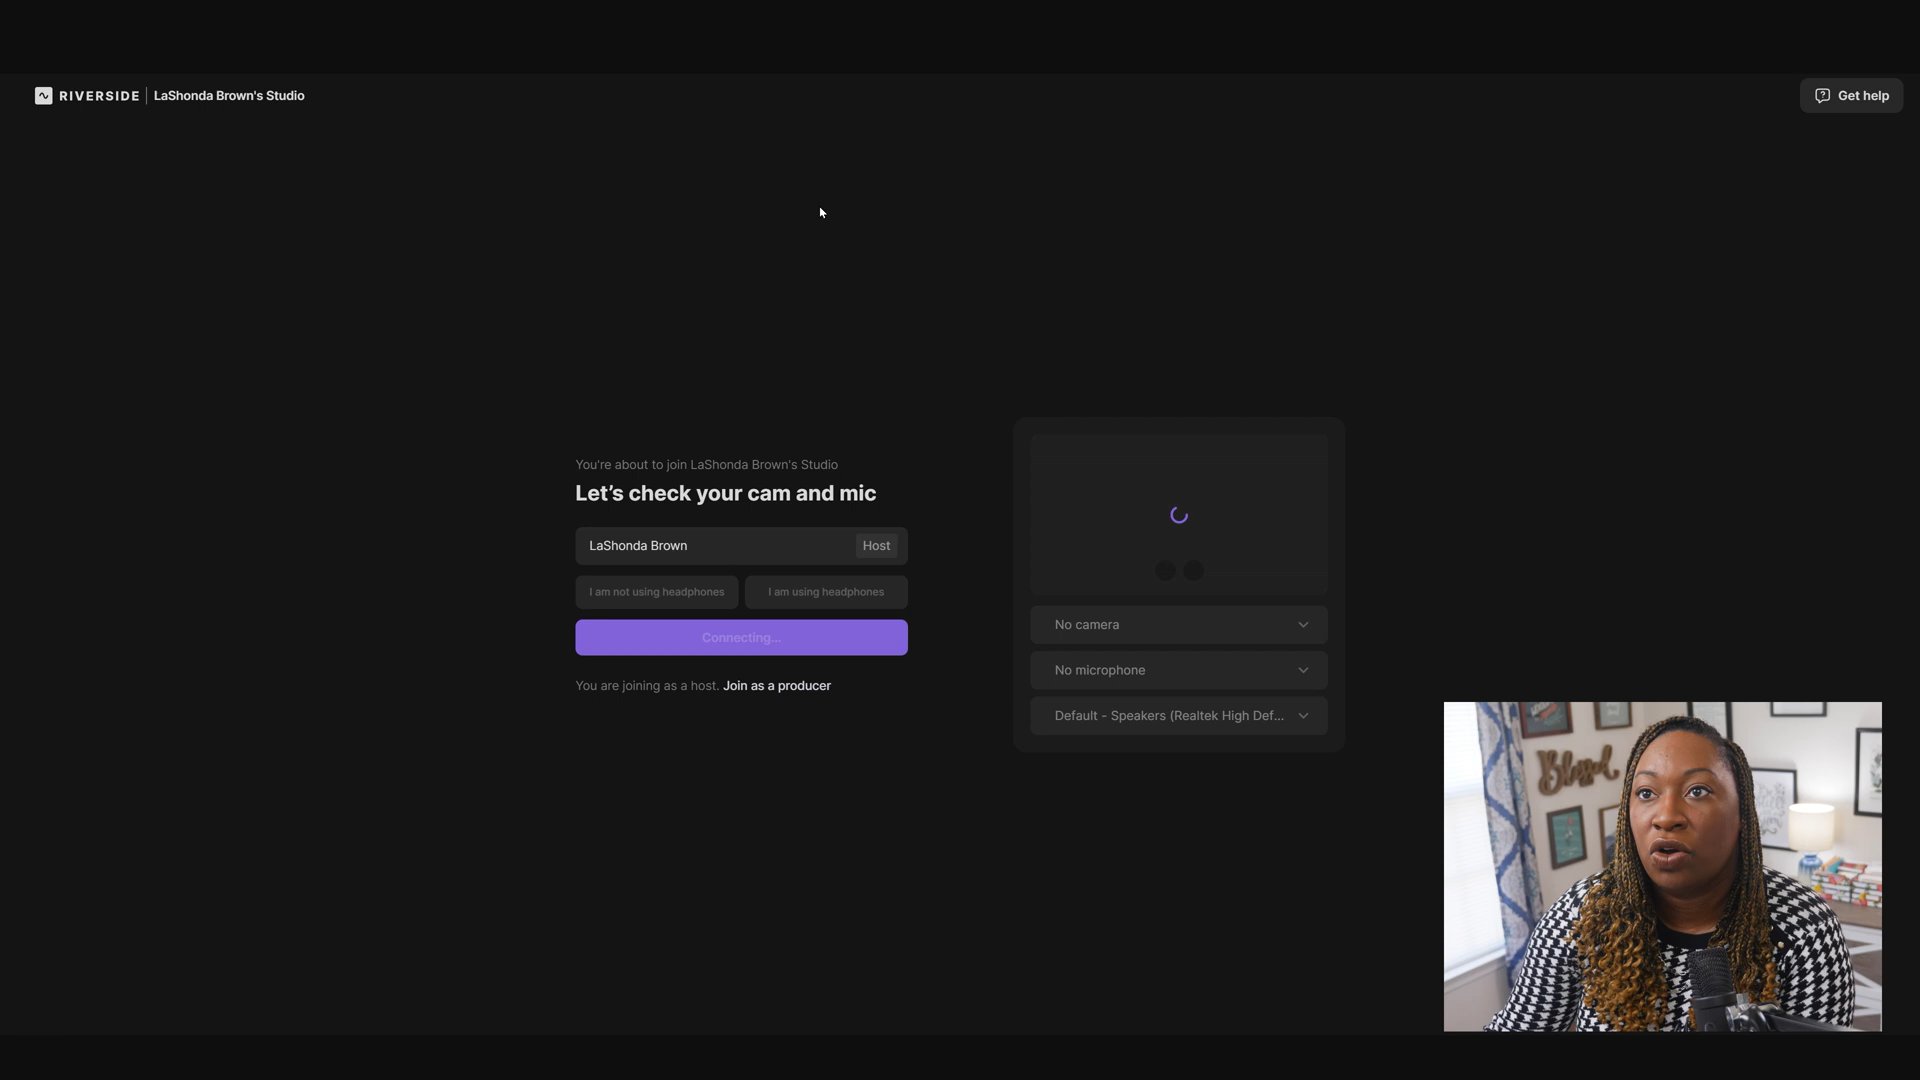 RIVERSIDE | LaShonda Brown's Studio
Get help
You're about to join LaShonda Brown's Studio
Let's check your cam and mic
LaShonda Brown Host
I am not using headphones I am using headphones
Connecting...
You are joining as a host. Join as a producer
No camera
No microphone
Default - Speakers (Realtek High Def...
Blessed